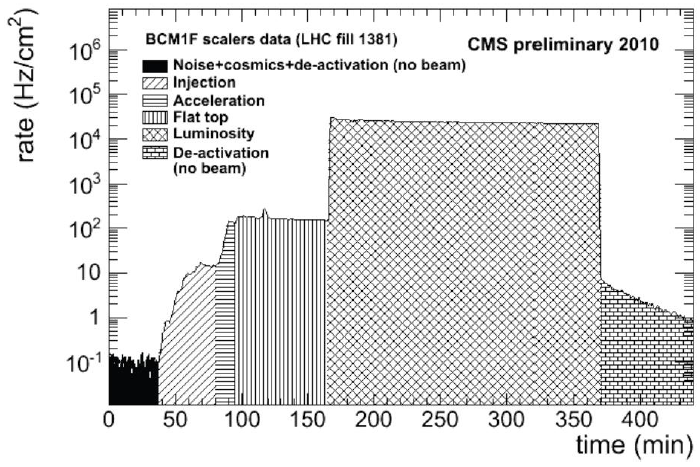 BCM1F scalers data (LHC fill 1381)
CMS preliminary 2010
Noise+cosmics+de-activation (no beam)
Injection
Acceleration
Flat top
Luminosity
De-activation
(no beam)
rate (Hz/cm²)
10⁶
10⁵
10⁴
10³
10²
10
1
10⁻¹
0 50 100 150 200 250 300 350 400
time (min)